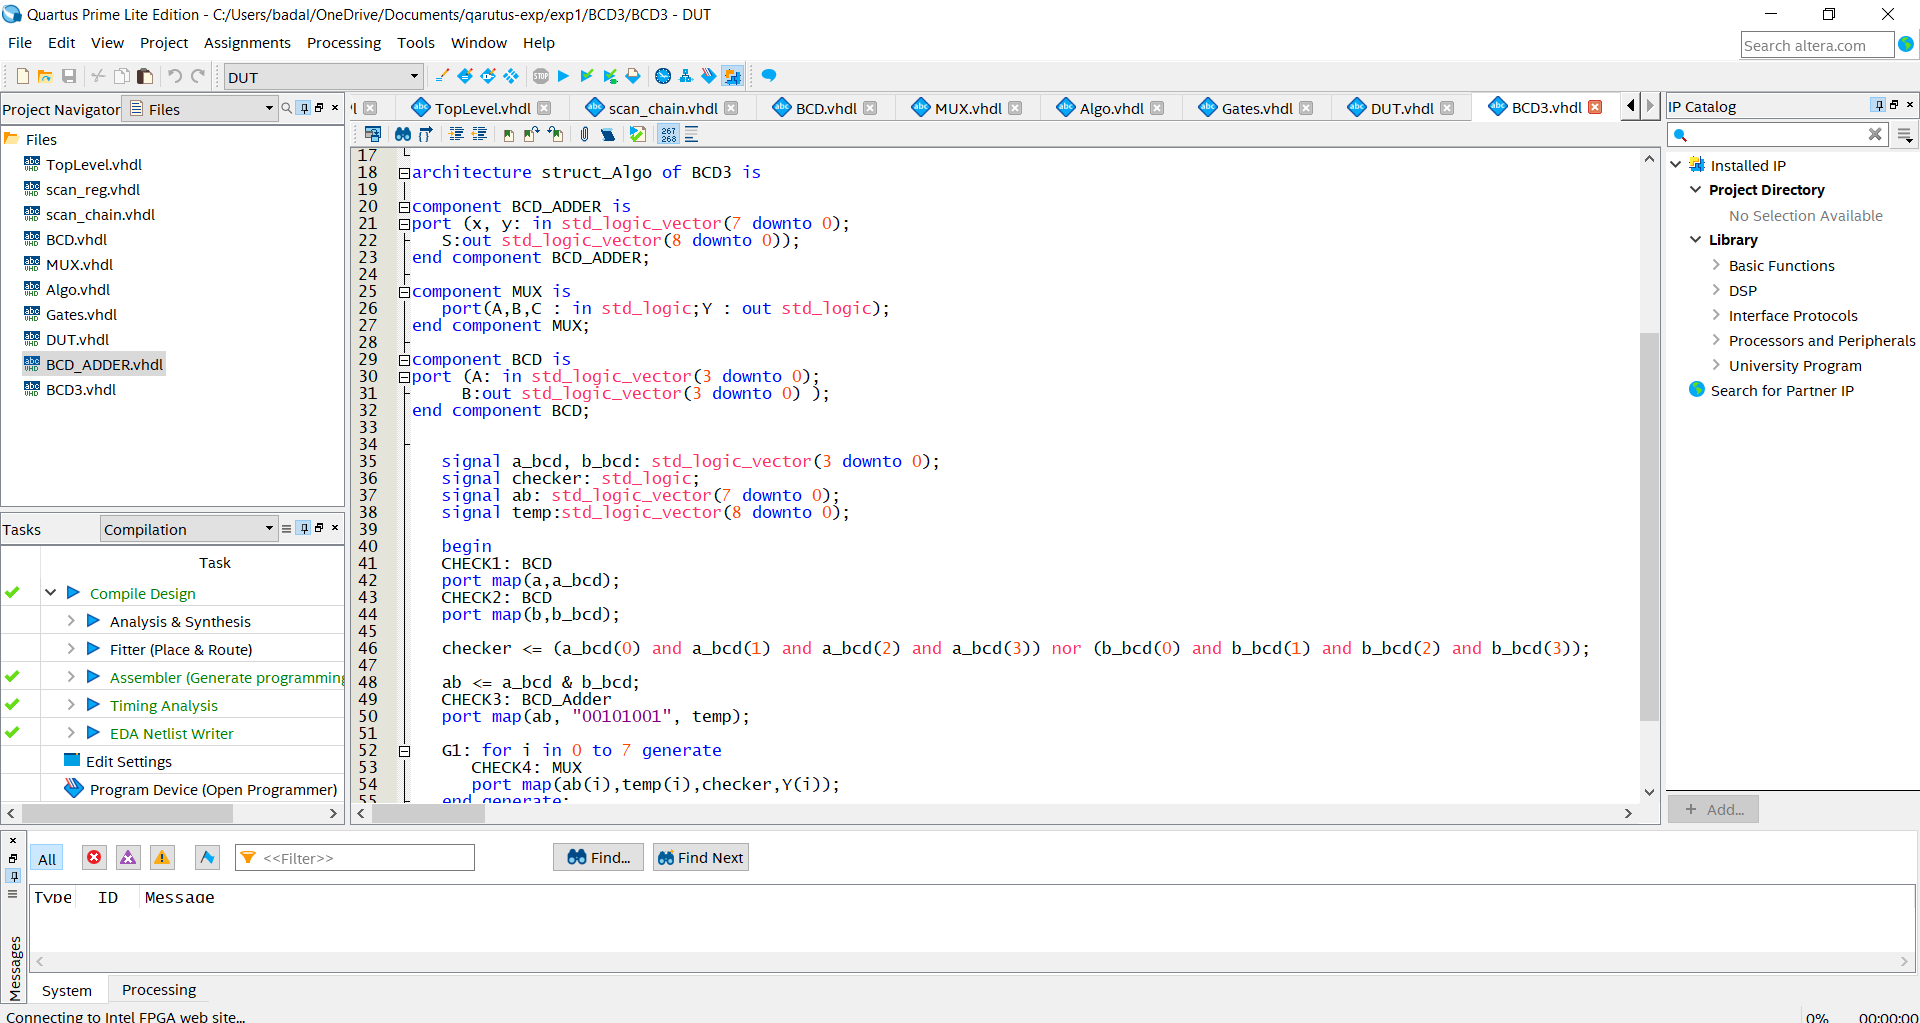 Quartus Prime Lite Edition - C:/Users/badal/OneDrive/Documents/qarutus-exp/exp1/BCD3/BCD3 - DUT
File Edit View Project Assignments Processing Tools Window Help
Search altera.com
DUT
Project Navigator Files
TopLevel.vhdl scan_chain.vhdl BCD.vhdl MUX.vhdl Algo.vhdl Gates.vhdl DUT.vhdl BCD3.vhdl
IP Catalog
Files
TopLevel.vhdl
scan_reg.vhdl
scan_chain.vhdl
BCD.vhdl
MUX.vhdl
Algo.vhdl
Gates.vhdl
DUT.vhdl
BCD_ADDER.vhdl
BCD3.vhdl
Tasks Compilation
Task
Compile Design
Analysis & Synthesis
Fitter (Place & Route)
Assembler (Generate programming
Timing Analysis
EDA Netlist Writer
Edit Settings
Program Device (Open Programmer)
267
268
17
18 architecture struct_Algo of BCD3 is
19
20 component BCD_ADDER is
21 port (x, y: in std_logic_vector(7 downto 0);
22 S:out std_logic_vector(8 downto 0));
23 end component BCD_ADDER;
24
25 component MUX is
26 port(A,B,C : in std_logic;Y : out std_logic);
27 end component MUX;
28
29 component BCD is
30 port (A: in std_logic_vector(3 downto 0);
31 B:out std_logic_vector(3 downto 0) );
32 end component BCD;
33
34
35 signal a_bcd, b_bcd: std_logic_vector(3 downto 0);
36 signal checker: std_logic;
37 signal ab: std_logic_vector(7 downto 0);
38 signal temp:std_logic_vector(8 downto 0);
39
40 begin
41 CHECK1: BCD
42 port map(a,a_bcd);
43 CHECK2: BCD
44 port map(b,b_bcd);
45
46 checker <= (a_bcd(0) and a_bcd(1) and a_bcd(2) and a_bcd(3)) nor (b_bcd(0) and b_bcd(1) and b_bcd(2) and b_bcd(3));
47
48 ab <= a_bcd & b_bcd;
49 CHECK3: BCD_Adder
50 port map(ab, "00101001", temp);
51
52 G1: for i in 0 to 7 generate
53 CHECK4: MUX
54 port map(ab(i),temp(i),checker,Y(i));
55 end generate;
Installed IP
Project Directory
No Selection Available
Library
Basic Functions
DSP
Interface Protocols
Processors and Peripherals
University Program
Search for Partner IP
+ Add...
All <<Filter>> Find... Find Next
Type ID Message
Messages
System Processing
Connecting to Intel FPGA web site...
0% 00:00:00